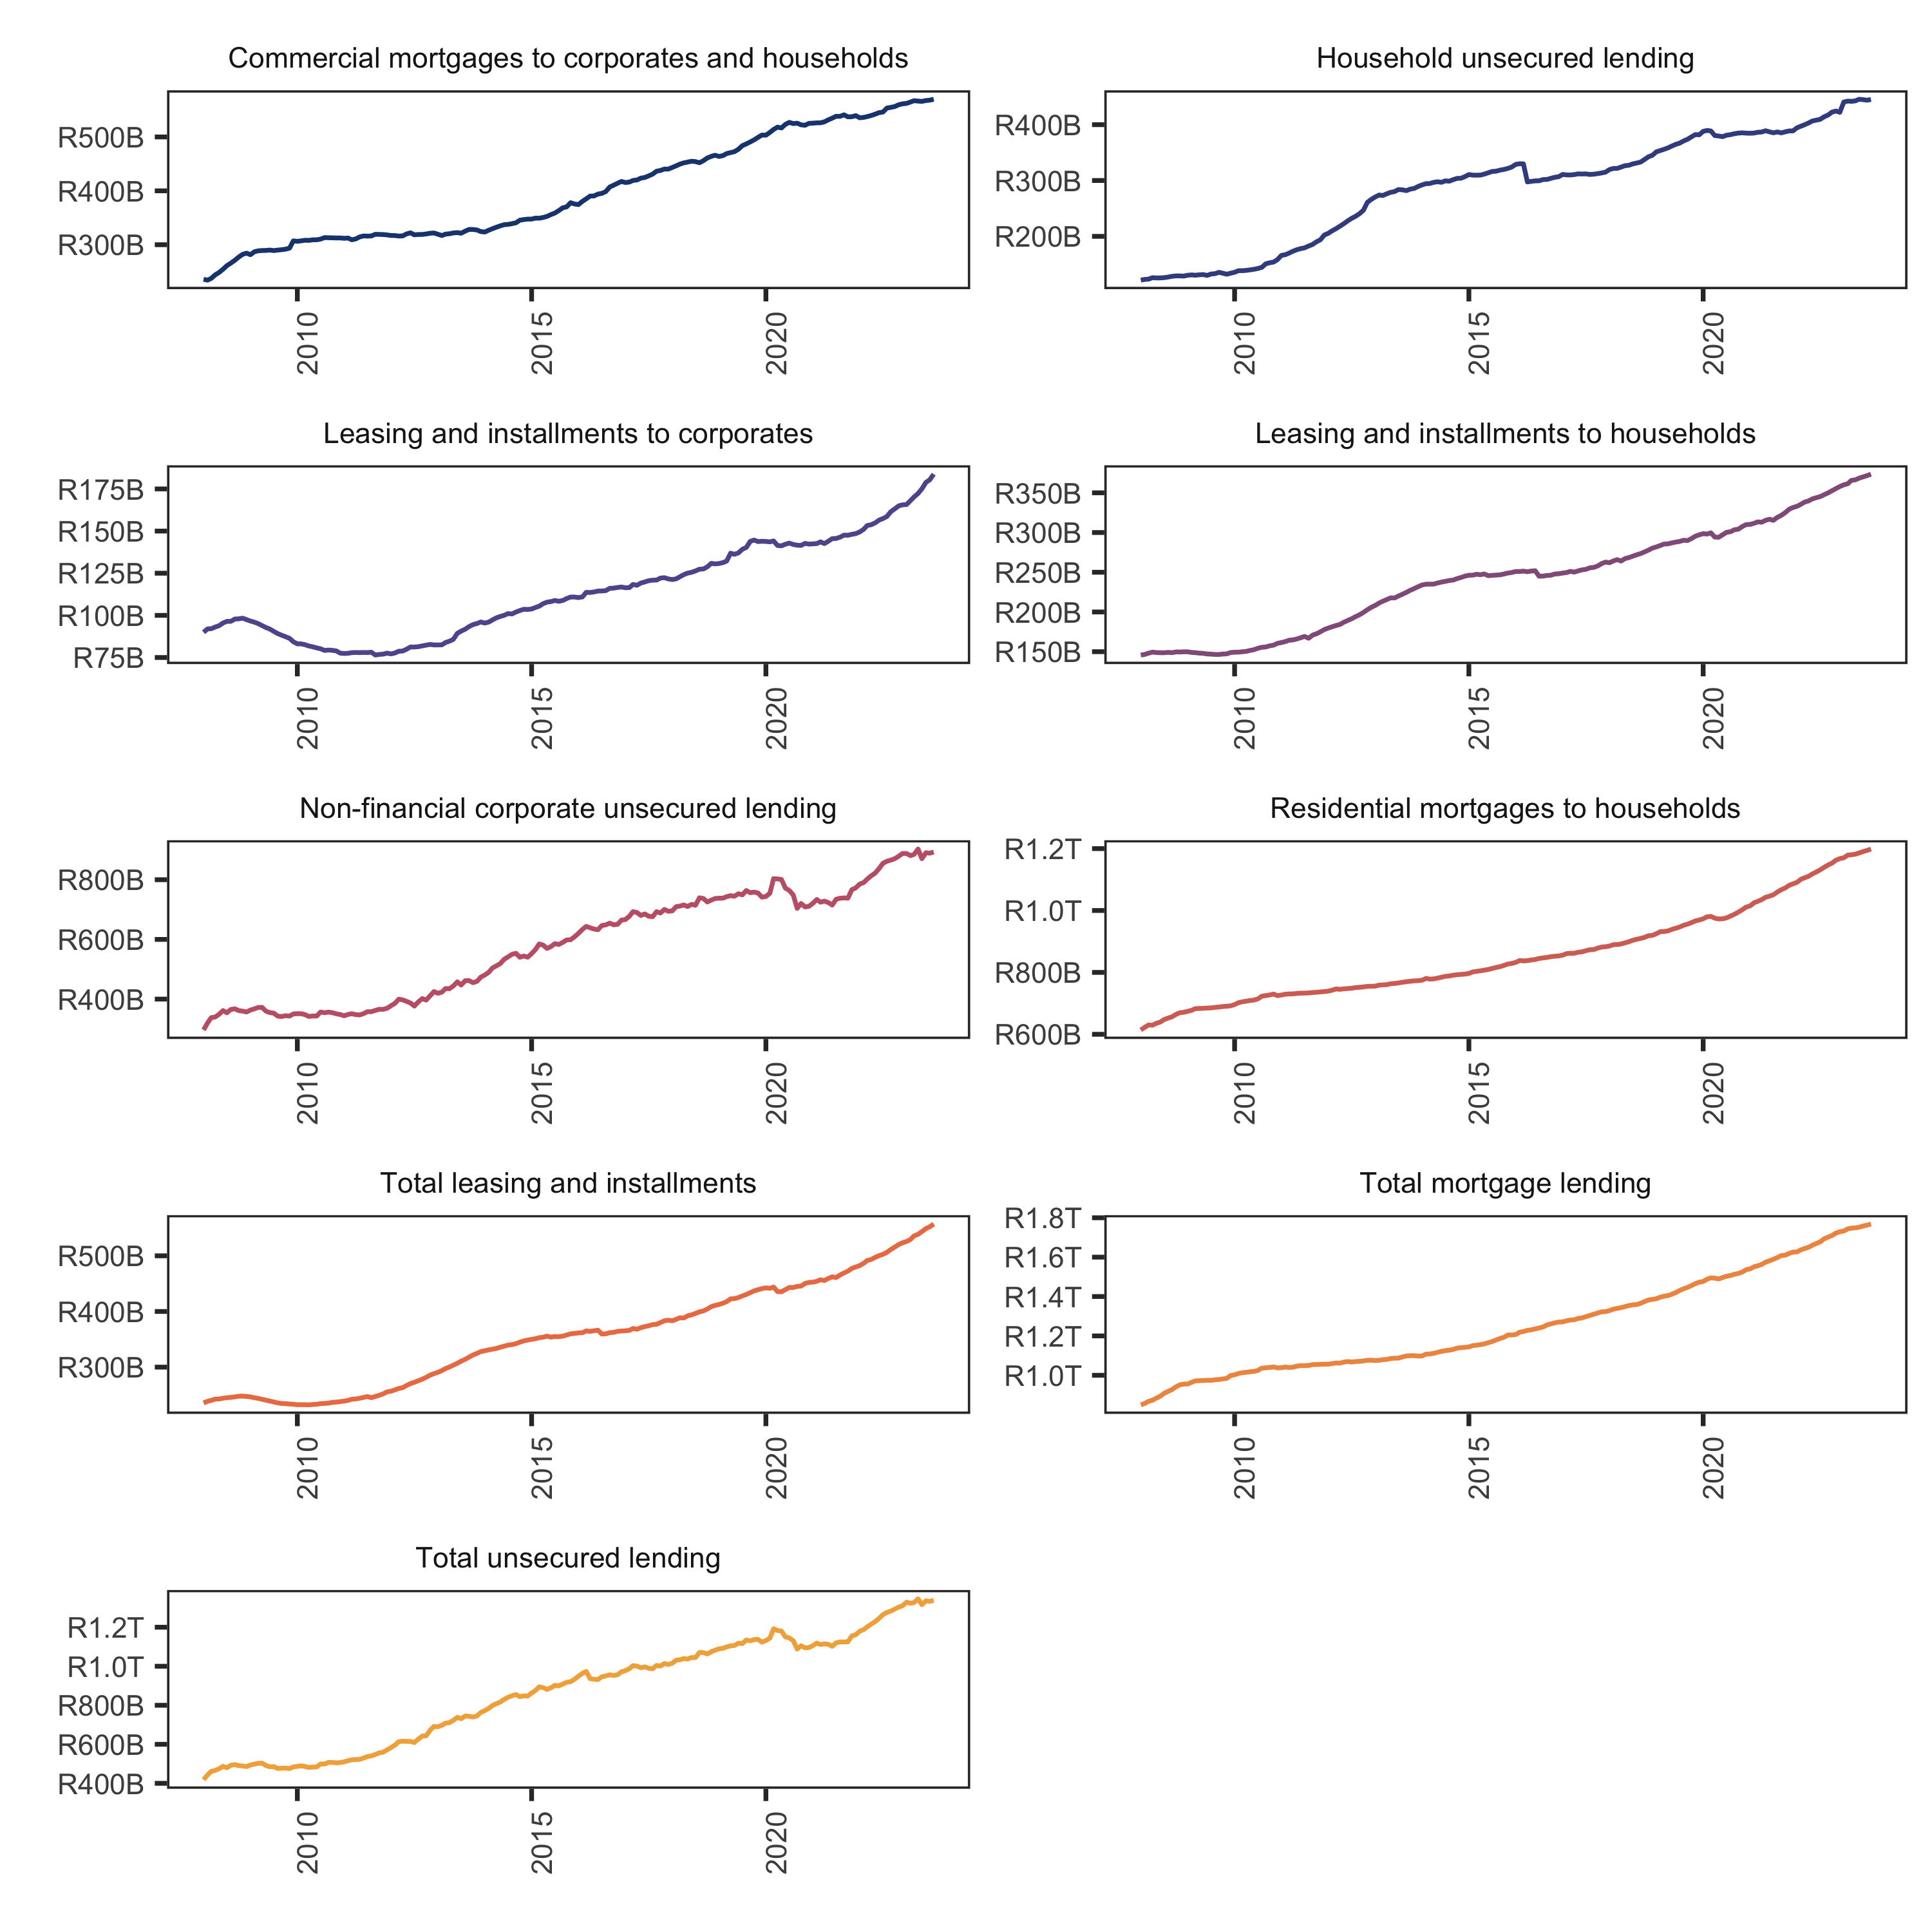 Commercial mortgages to corporates and households
R500B
R400B
R300B
2010
2015
2020
Household unsecured lending
R400B
R300B
R200B
2010
2015
2020
Leasing and installments to corporates
R175B
R150B
R125B
R100B
R75B
2010
2015
2020
Leasing and installments to households
R350B
R300B
R250B
R200B
R150B
2010
2015
2020
Non-financial corporate unsecured lending
R800B
R600B
R400B
2010
2015
2020
Residential mortgages to households
R1.2T
R1.0T
R800B
R600B
2010
2015
2020
Total leasing and installments
R500B
R400B
R300B
2010
2015
2020
Total mortgage lending
R1.8T
R1.6T
R1.4T
R1.2T
R1.0T
2010
2015
2020
Total unsecured lending
R1.2T
R1.0T
R800B
R600B
R400B
2010
2015
2020